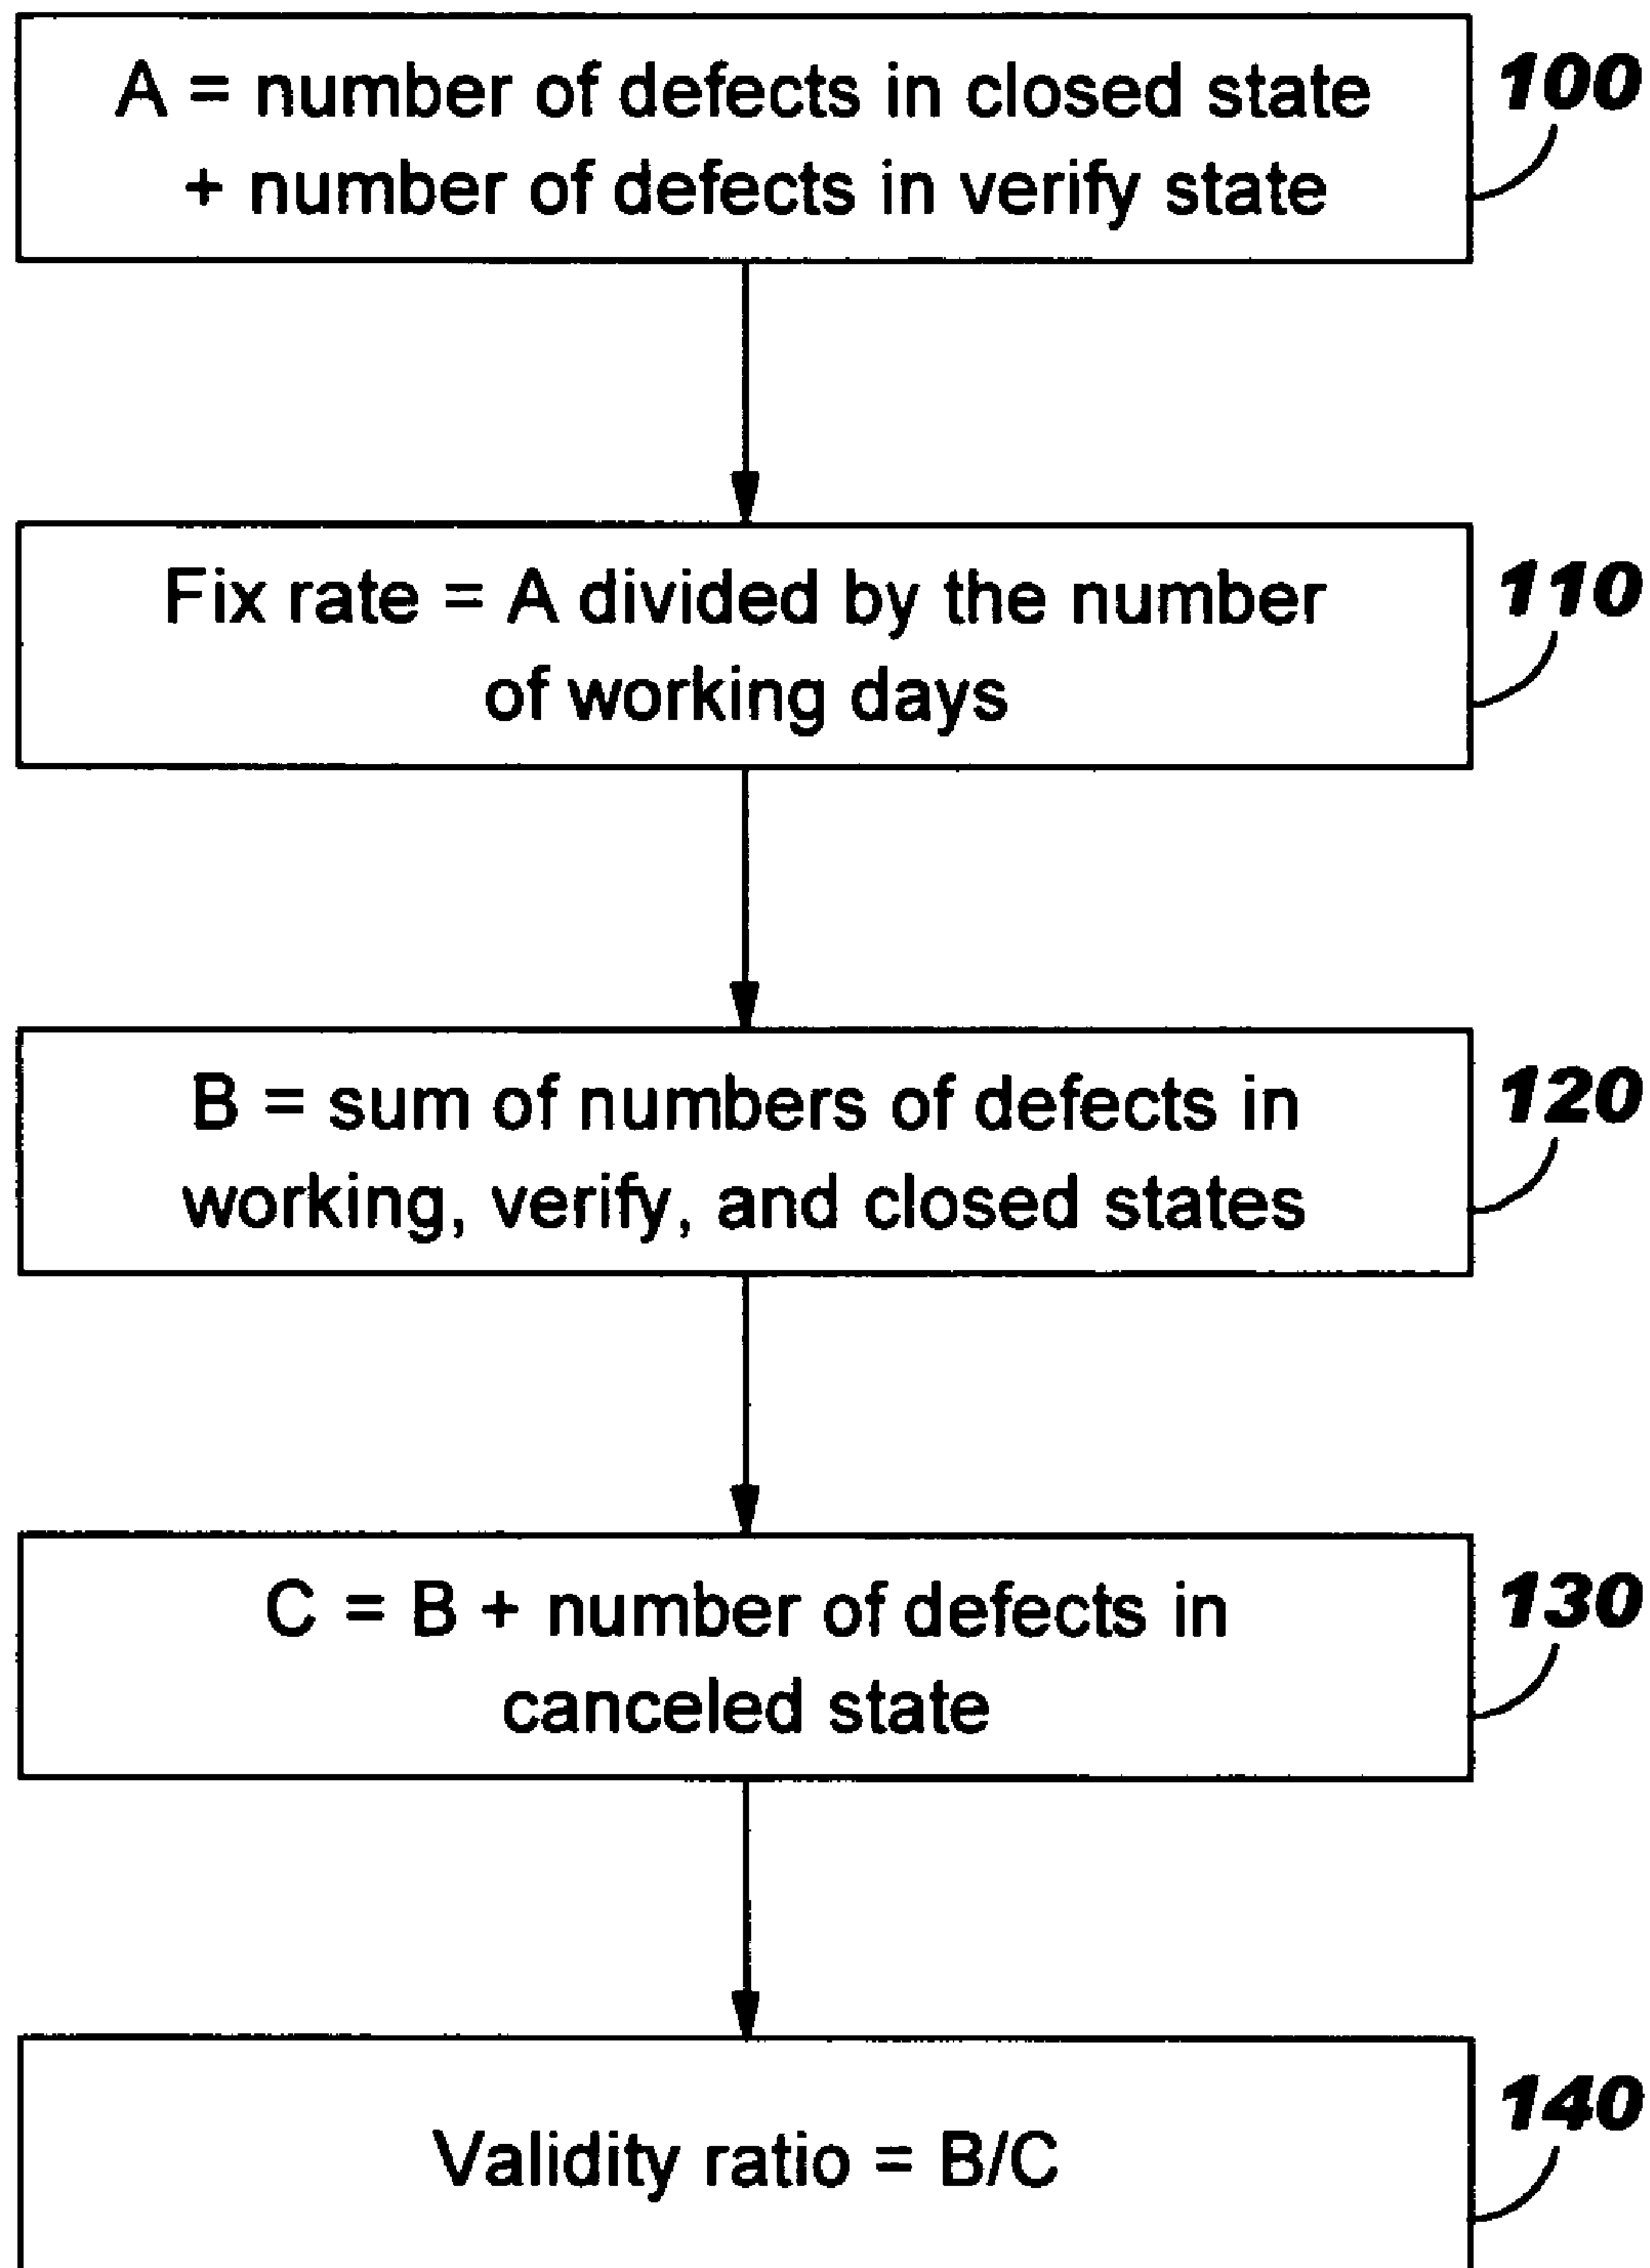 A = number of defects in closed state
+ number of defects in verify state
100
Fix rate = A divided by the number
of working days
110
B = sum of numbers of defects in
working, verify, and closed states
120
C = B + number of defects in
canceled state
130
Validity ratio = B/C
140